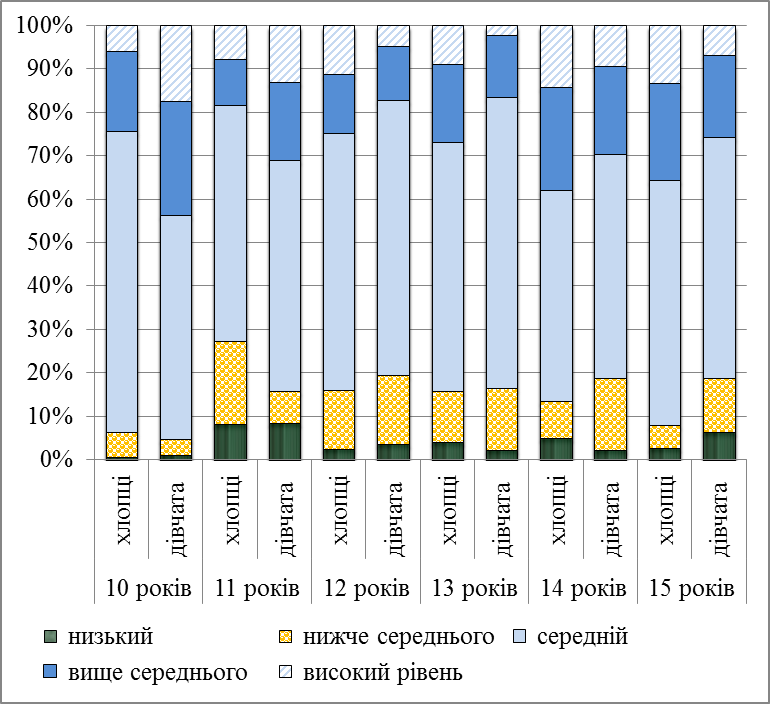 100%
90%
80%
70%
60%
50%
40%
30%
20%
10%
0%
хлопці дівчата хлопці дівчата хлопці дівчата хлопці дівчата хлопці дівчата хлопці дівчата
10 років 11 років 12 років 13 років 14 років 15 років
низький нижче середнього середній
вище середнього високий рівень